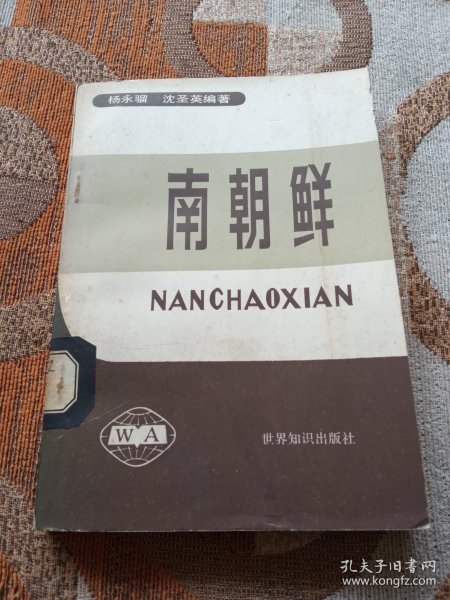 杨永骝 沈圣英编著
南朝鲜
NANCHAOXIAN
WA
世界知识出版社
孔夫子旧书网
www.kongfz.com